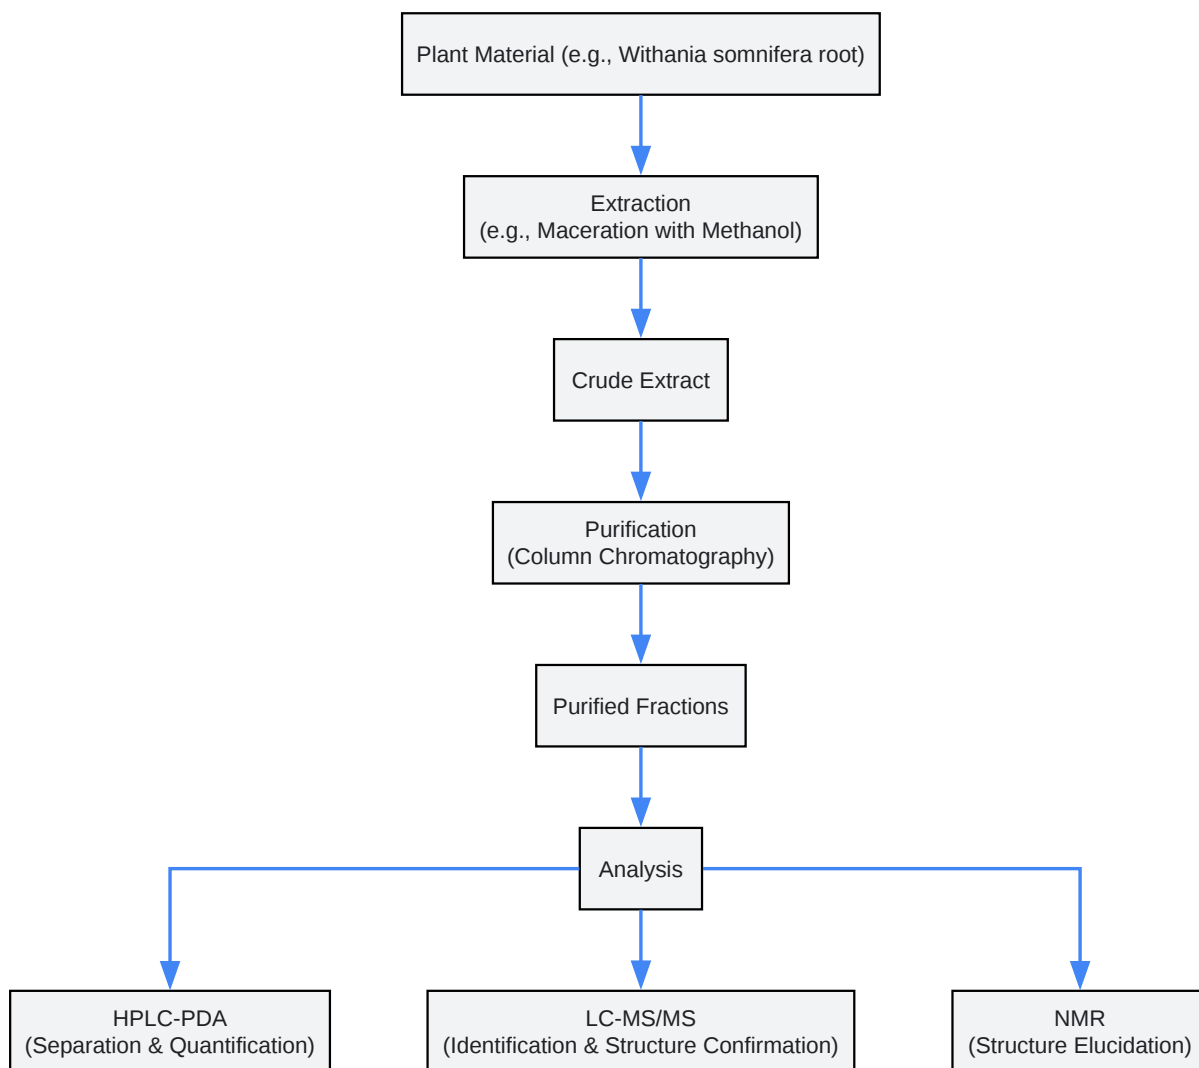 Plant Material (e.g., Withania somnifera root)
Extraction
(e.g., Maceration with Methanol)
Crude Extract
Purification
(Column Chromatography)
Purified Fractions
Analysis
HPLC-PDA
(Separation & Quantification)
LC-MS/MS
(Identification & Structure Confirmation)
NMR
(Structure Elucidation)